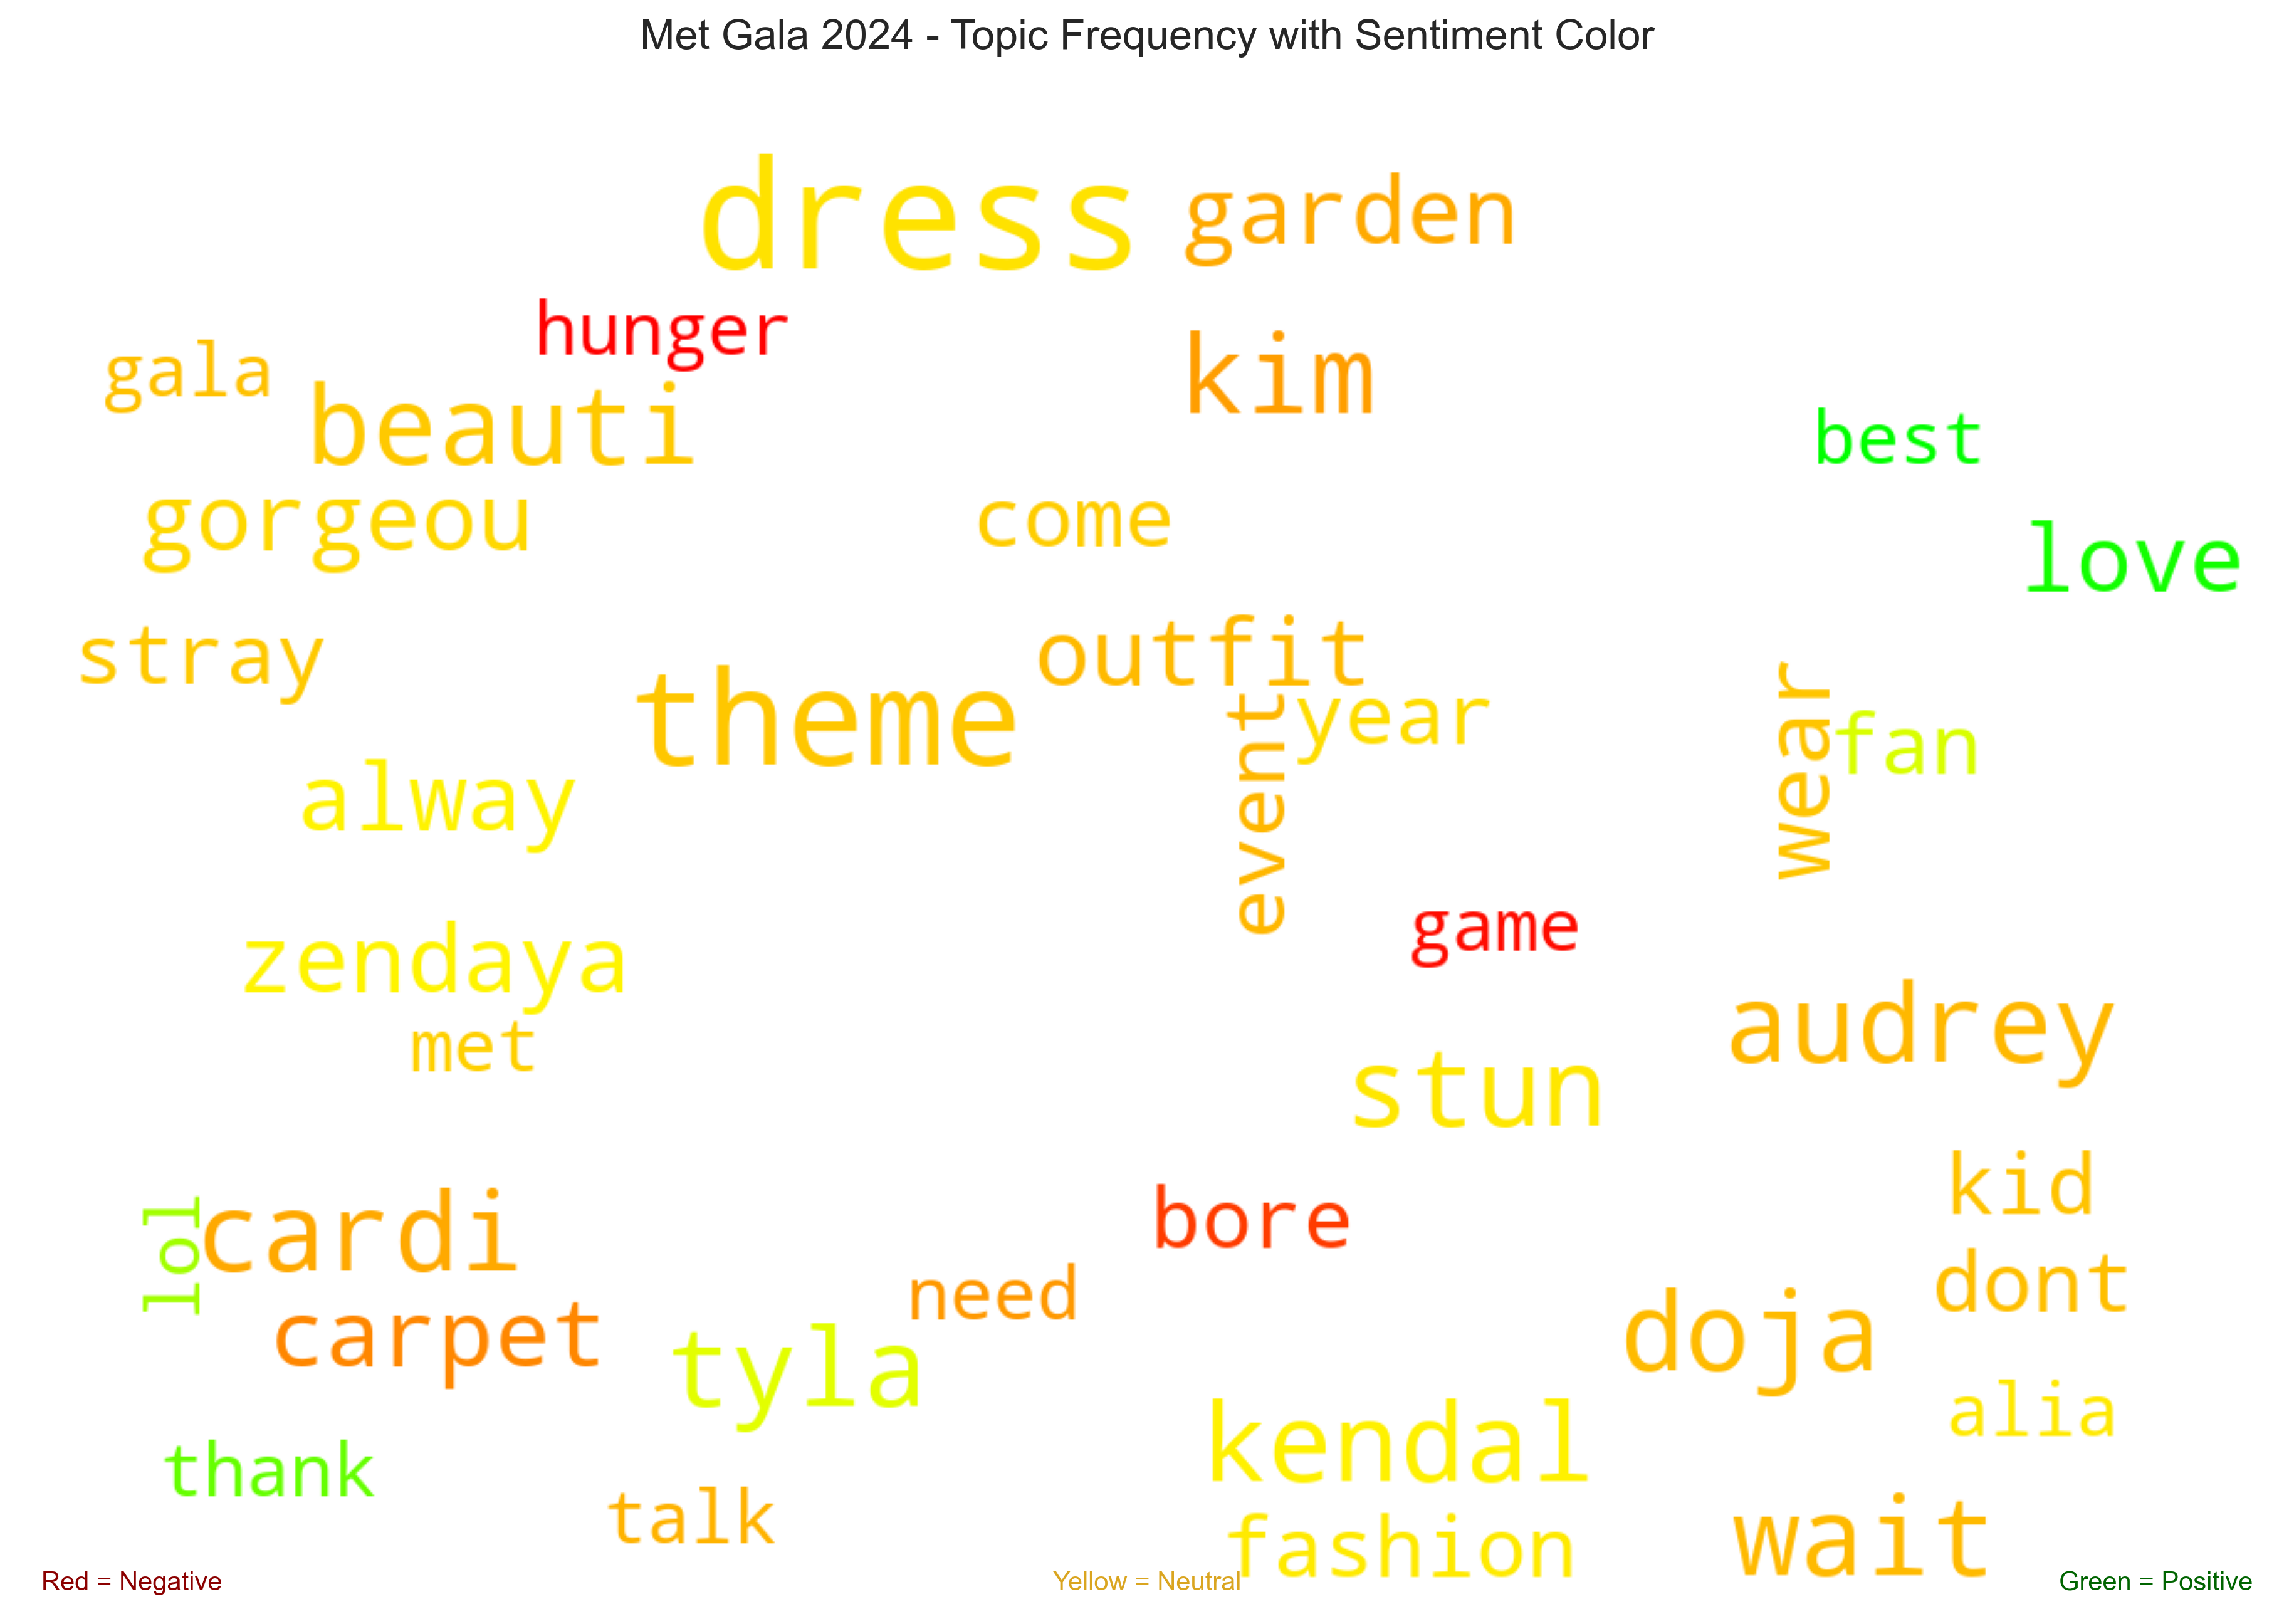 Met Gala 2024 - Topic Frequency with Sentiment Color
dress
garden
hunger
kim
gala
beauti
best
gorgeou
come
love
stray
outfit
theme
year
event
wear
fan
alway
game
zendaya
audrey
met
stun
kid
lol
cardi
bore
need
dont
carpet
doja
tyla
alia
kendal
thank
talk
fashion
wait
Red = Negative
Yellow = Neutral
Green = Positive